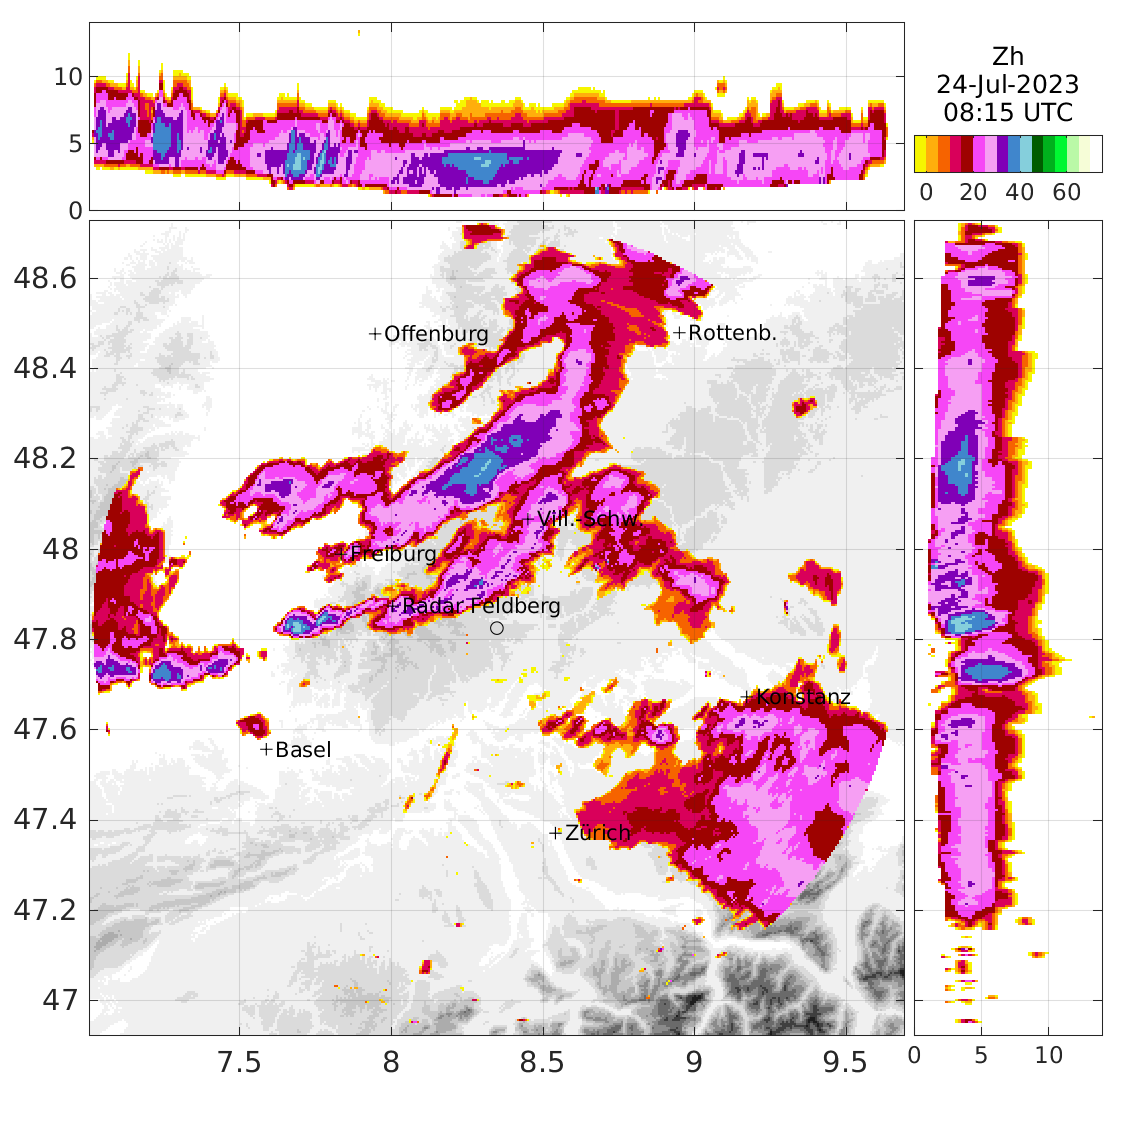 10
5
0
Zh
24-Jul-2023
08:15 UTC
0 20 40 60
48.6
48.4
48.2
48
47.8
47.6
47.4
47.2
47
+Offenburg
+Rottenb.
+Vill.-Schw.
+Freiburg
+Radar Feldberg
+Konstanz
+Basel
+Zürich
7.5 8 8.5 9 9.5
0 5 10